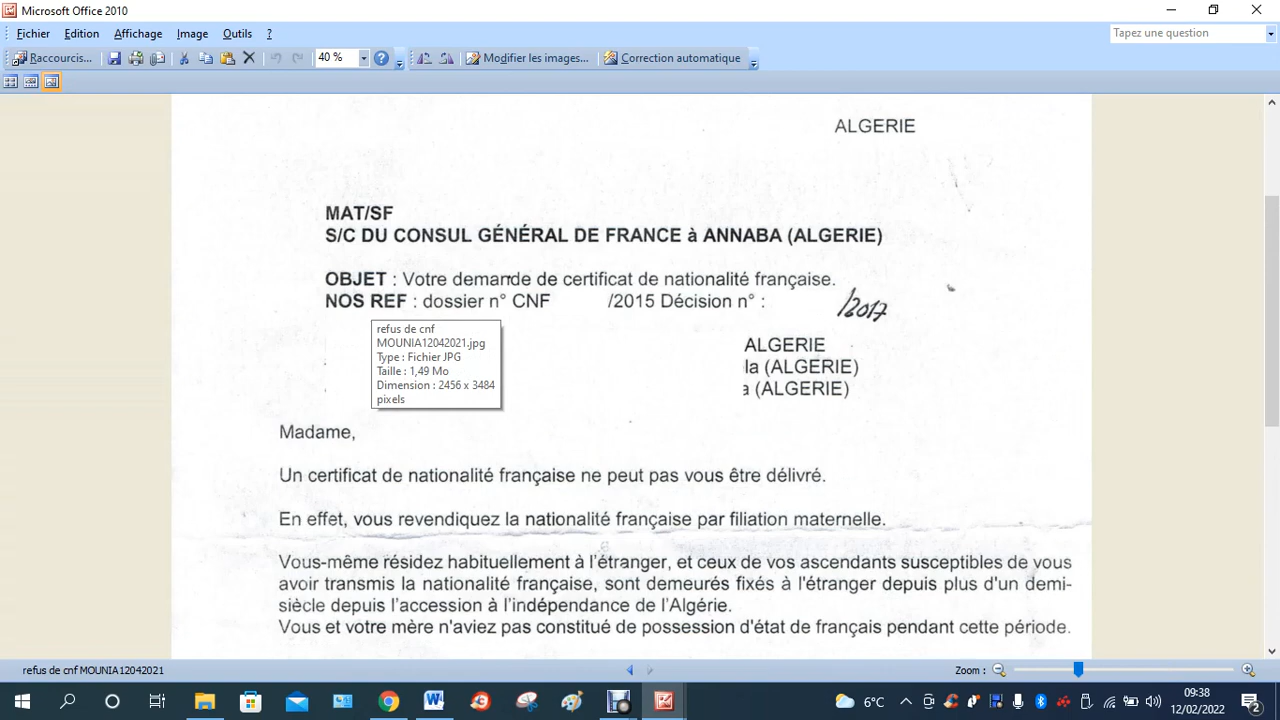 Microsoft Office 2010
Fichier Edition Affichage Image Outils ?
Tapez une question
Raccourcis... 40 % Modifier les images... Correction automatique
ALGERIE
MAT/SF
S/C DU CONSUL GÉNÉRAL DE FRANCE à ANNABA (ALGERIE)
OBJET : Votre demande de certificat de nationalité française.
NOS REF : dossier n° CNF /2015 Décision n° : /2017
refus de cnf
MOUNIA12042021.jpg
Type : Fichier JPG
Taille : 1,49 Mo
Dimension : 2456 x 3484
pixels
ALGERIE
la (ALGERIE)
a (ALGERIE)
Madame,
Un certificat de nationalité française ne peut pas vous être délivré.
En effet, vous revendiquez la nationalité française par filiation maternelle.
Vous-même résidez habituellement à l'étranger, et ceux de vos ascendants susceptibles de vous
avoir transmis la nationalité française, sont demeurés fixés à l'étranger depuis plus d'un demi-
siècle depuis l'accession à l'indépendance de l'Algérie.
Vous et votre mère n'aviez pas constitué de possession d'état de français pendant cette période.
refus de cnf MOUNIA12042021
Zoom :
6°C
09:38
12/02/2022
2